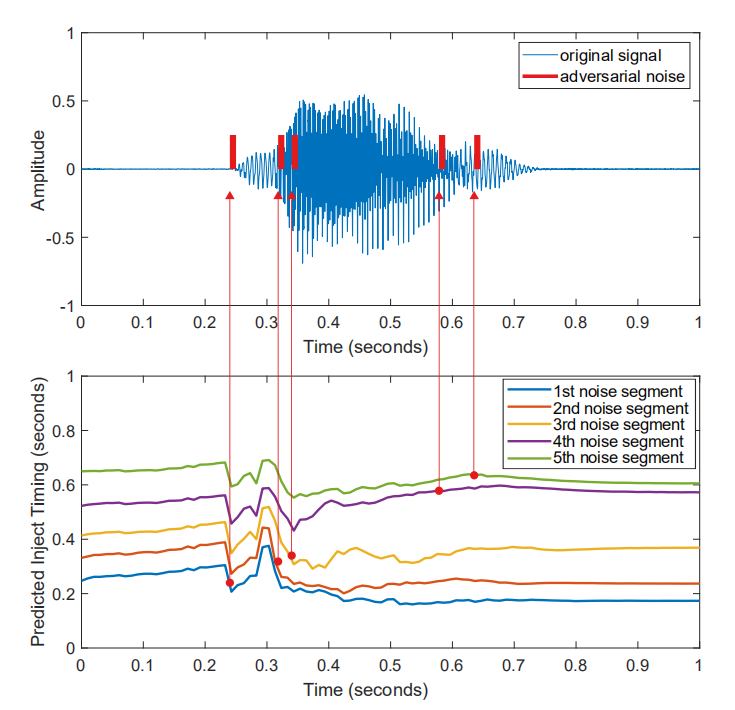 1
0.5
0
-0.5
-1
Amplitude
original signal
adversarial noise
0 0.1 0.2 0.3 0.4 0.5 0.6 0.7 0.8 0.9 1
Time (seconds)
1
0.8
0.6
0.4
0.2
0
Predicted Inject Timing (seconds)
1st noise segment
2nd noise segment
3rd noise segment
4th noise segment
5th noise segment
0 0.1 0.2 0.3 0.4 0.5 0.6 0.7 0.8 0.9 1
Time (seconds)